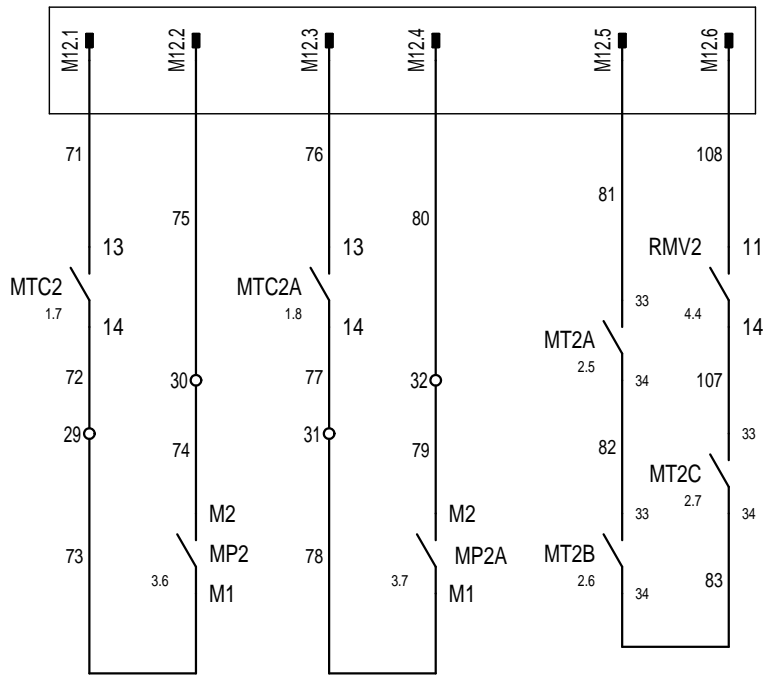 M12.1
M12.2
M12.3
M12.4
M12.5
M12.6
71
76
108
75
80
81
13
13
RMV2
11
MTC2
MTC2A
33
1.7
1.8
4.4
14
14
14
MT2A
2.5
72
30
77
32
34
107
29
31
33
74
79
82
MT2C
2.7
M2
M2
33
34
73
MP2
78
MP2A
MT2B
3.6
3.7
2.6
83
M1
M1
34